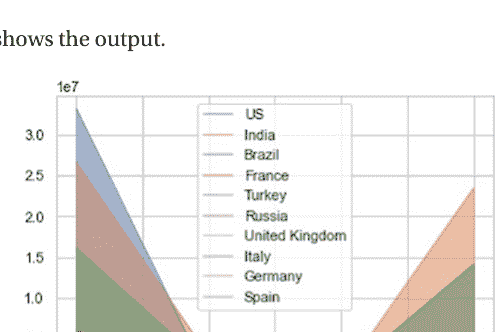 shows the output.
1e7
3.0
2.5
2.0
1.5
1.0
US
India
Brazil
France
Turkey
Russia
United Kingdom
Italy
Germany
Spain